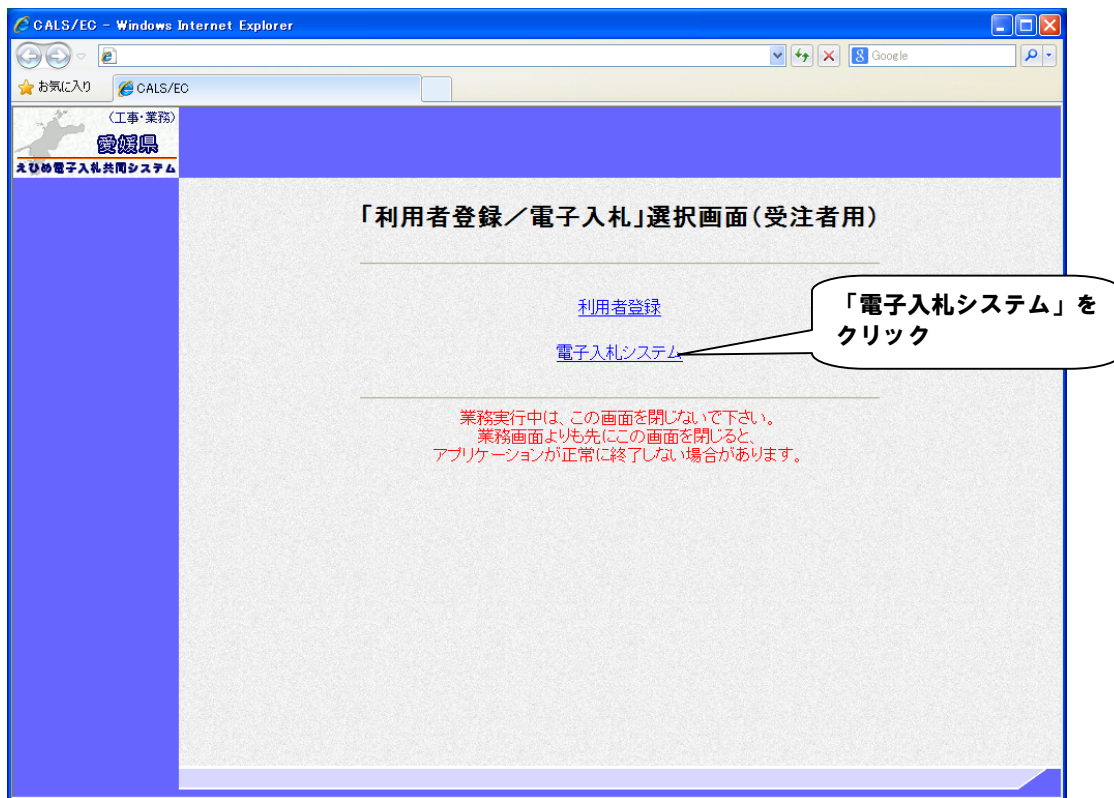 CALS/EC - Windows Internet Explorer
Google
お気に入り
CALS/EC
(工事・業務)
愛媛県
えひめ電子入札共同システム
「利用者登録／電子入札」選択画面(受注者用)
利用者登録
「電子入札システム」を
クリック
電子入札システム
業務実行中は、この画面を閉じないで下さい。
業務画面よりも先にこの画面を閉じると、
アプリケーションが正常に終了しない場合があります。